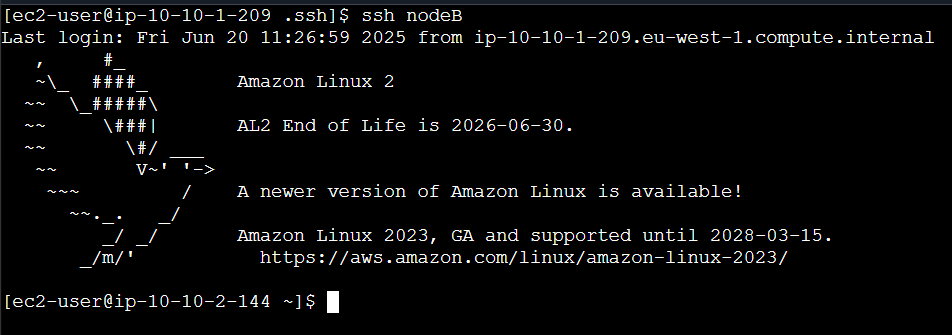 [ec2-user@ip-10-10-1-209 .ssh]$ ssh nodeB
Last login: Fri Jun 20 11:26:59 2025 from ip-10-10-1-209.eu-west-1.compute.internal
   ,     #_
   ~\_  ####_        Amazon Linux 2
  ~~  \_#####\
  ~~     \###|       AL2 End of Life is 2026-06-30.
  ~~       \#/ ___
   ~~       V~' '->
    ~~~         /    A newer version of Amazon Linux is available!
      ~~._.   _/
         _/ _/       Amazon Linux 2023, GA and supported until 2028-03-15.
       _/m/'           https://aws.amazon.com/linux/amazon-linux-2023/

[ec2-user@ip-10-10-2-144 ~]$